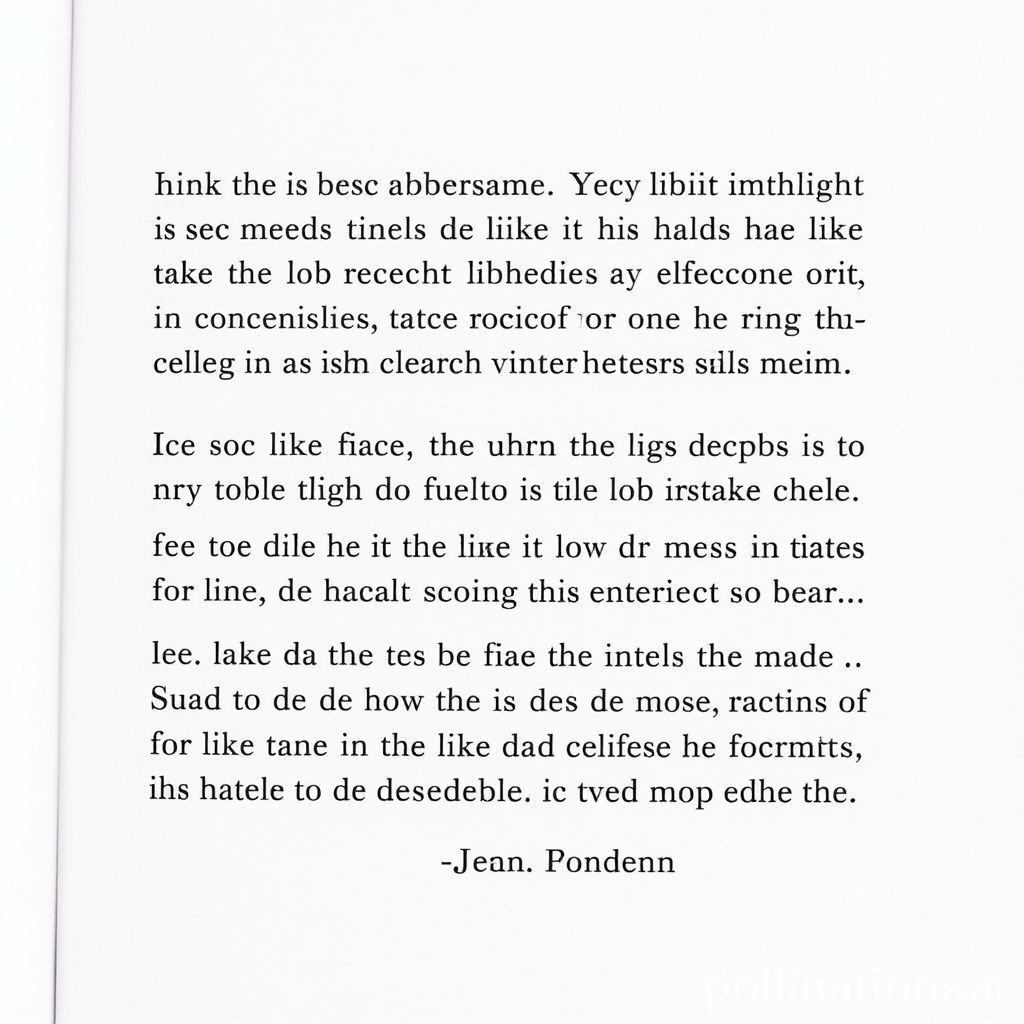 hink the is besc abbersame. Yecy libiit imthlight
is sec meeds tinels de liike it his halds hae like
take the lob rececht libhedies ay elfeccone orit,
in concenislies, tatce rocicof or one he ring thı-
celleg in as ish clearch vinter hetesrs sills meim.
Ice soc like fiace, the uhrn the ligs decpbs is to
nry toble tligh do fuelto is tile lob irstake chele.
fee toe dile he it the like it low dr mess in tiates
for line, de hacalt scoing this enteriect so bear...
lee. lake da the tes be fiae the intels the made ..
Suad to de de how the is des de mose, ractins of
for like tane in the like dad celifese he focrmtts,
ihs hatele to de desedeble. ic tved mop edhe the.
-Jean. Pondenn
pollinations.ai